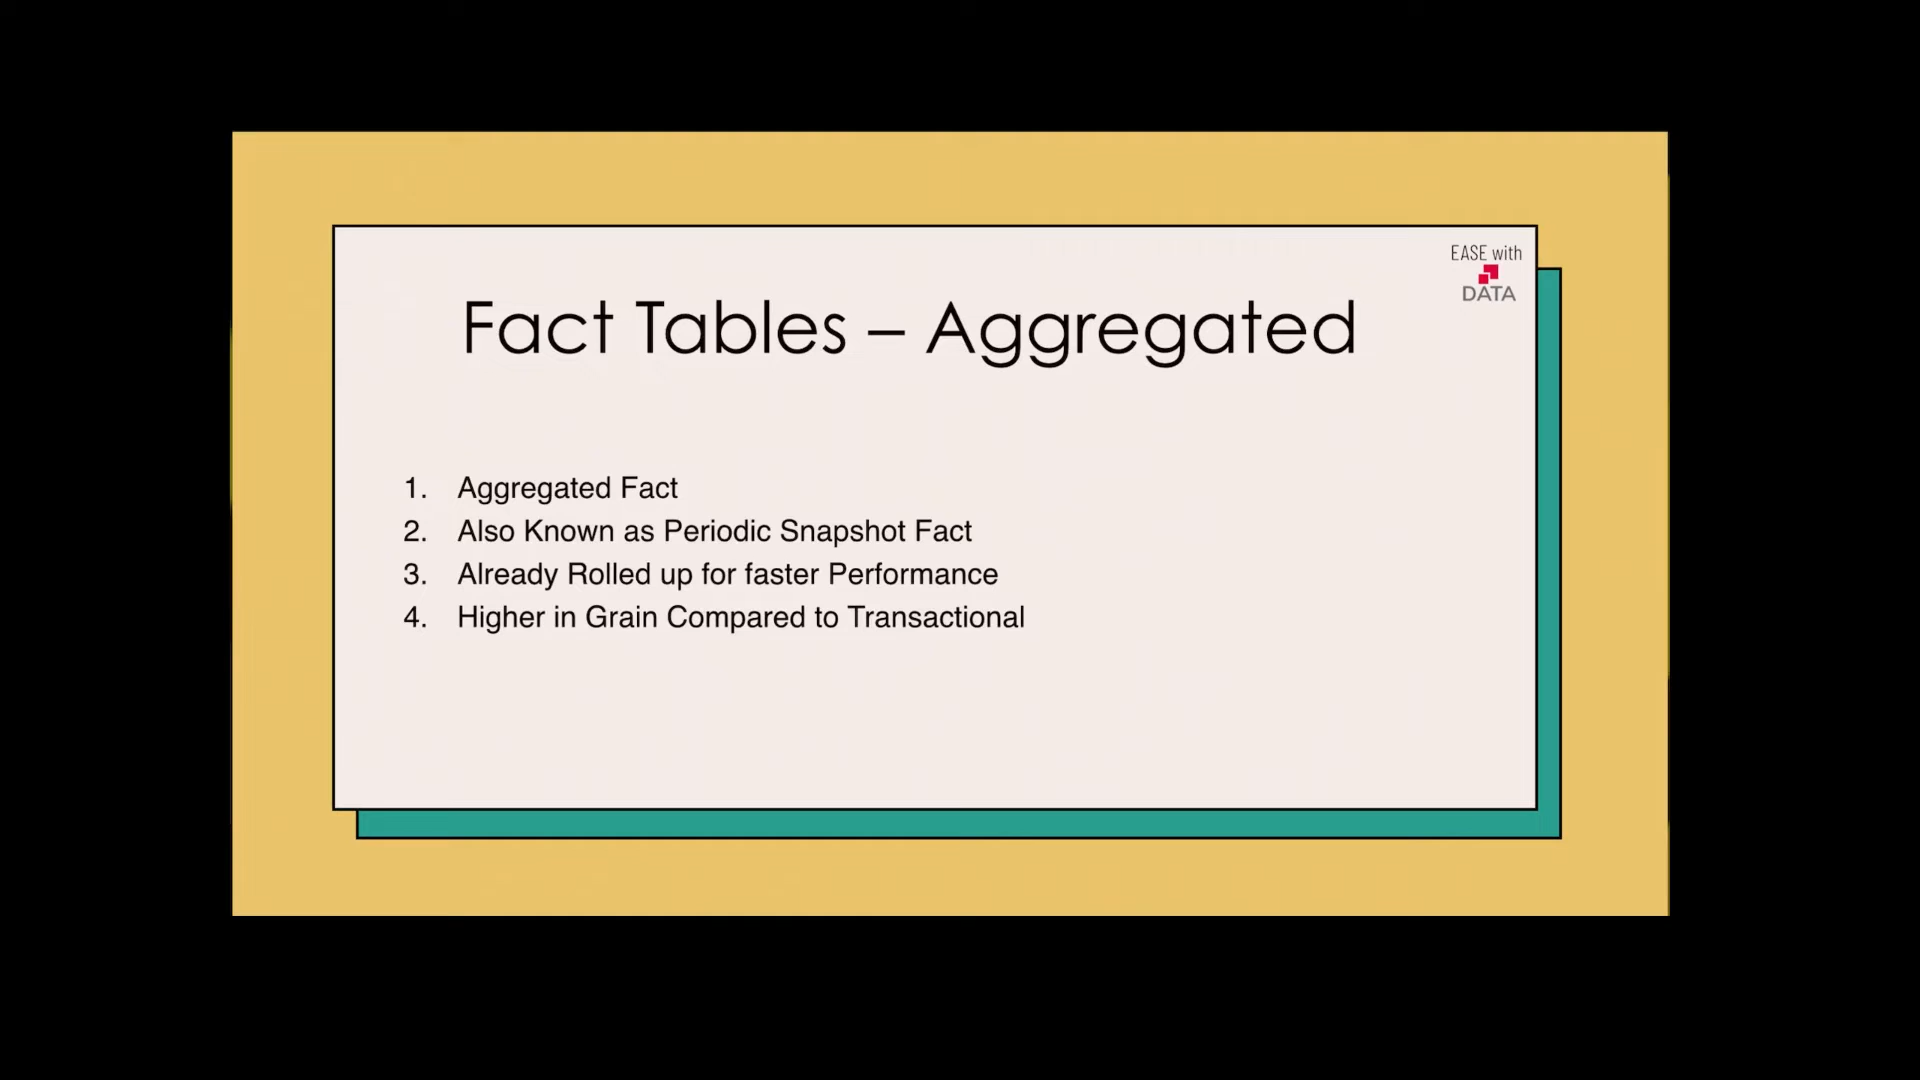 EASE with
DATA
Fact Tables – Aggregated
1. Aggregated Fact
2. Also Known as Periodic Snapshot Fact
3. Already Rolled up for faster Performance
4. Higher in Grain Compared to Transactional